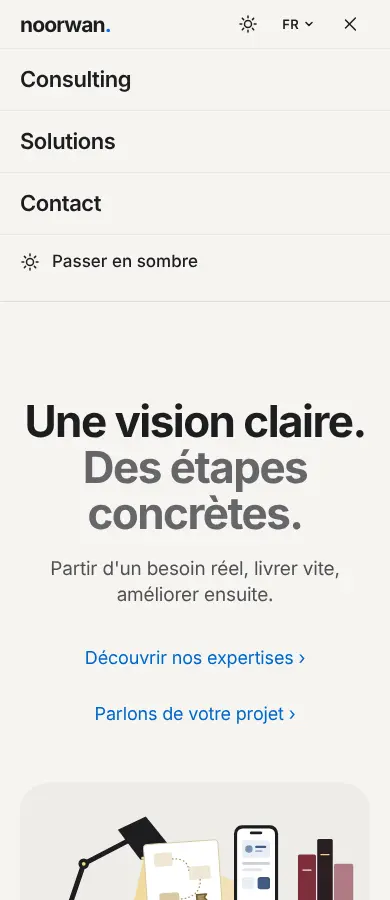 noorwan.
FR
Consulting
Solutions
Contact
Passer en sombre
Une vision claire.
Des étapes
concrètes.
Partir d'un besoin réel, livrer vite,
améliorer ensuite.
Découvrir nos expertises ›
Parlons de votre projet ›